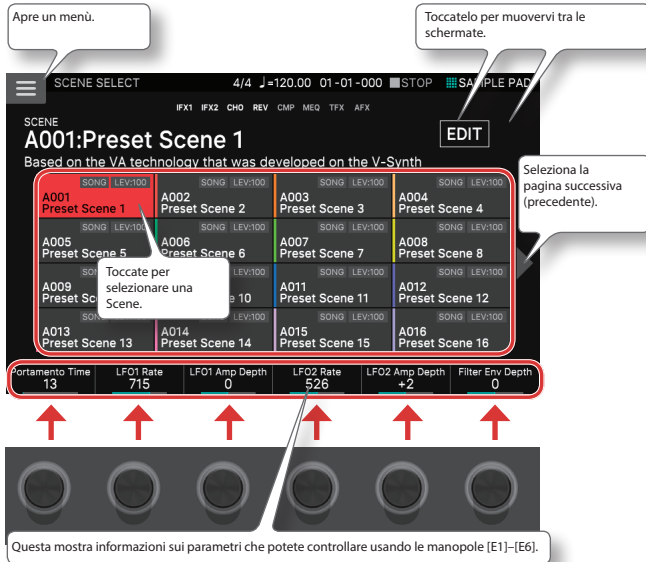 Apre un menù.
Toccatelo per muovervi tra le
schermate.
SCENE SELECT 4/4 ♩=120.00 01-01-000 STOP SAMPLE PAD
IFX1 IFX2 CHO REV CMP MEQ TFX AFX
SCENE
A001:Preset Scene 1
EDIT
Based on the VA technology that was developed on the V-Synth
Seleziona la
pagina successiva
(precedente).
SONG LEV:100 SONG LEV:100 SONG LEV:100 SONG LEV:100
A001 A002 A003 A004
Preset Scene 1 Preset Scene 2 Preset Scene 3 Preset Scene 4
SONG LEV:100 SONG LEV:100 SONG LEV:100 SONG LEV:100
A005 A006 A007 A008
Preset Scene 5 Preset Scene 6 Preset Scene 7 Preset Scene 8
Toccate per
selezionare una
Scene.
LEV:100 SONG LEV:100 SONG LEV:100
A009 A011 A012
10 Preset Scene 11 Preset Scene 12
SONG LEV:100 SONG LEV:100 SONG LEV:100
A013 A014 A015 A016
Preset Scene 13 Preset Scene 14 Preset Scene 15 Preset Scene 16
Portamento Time LFO1 Rate LFO1 Amp Depth LFO2 Rate LFO2 Amp Depth Filter Env Depth
13 715 0 526 +2 0
Questa mostra informazioni sui parametri che potete controllare usando le manopole [E1]–[E6].